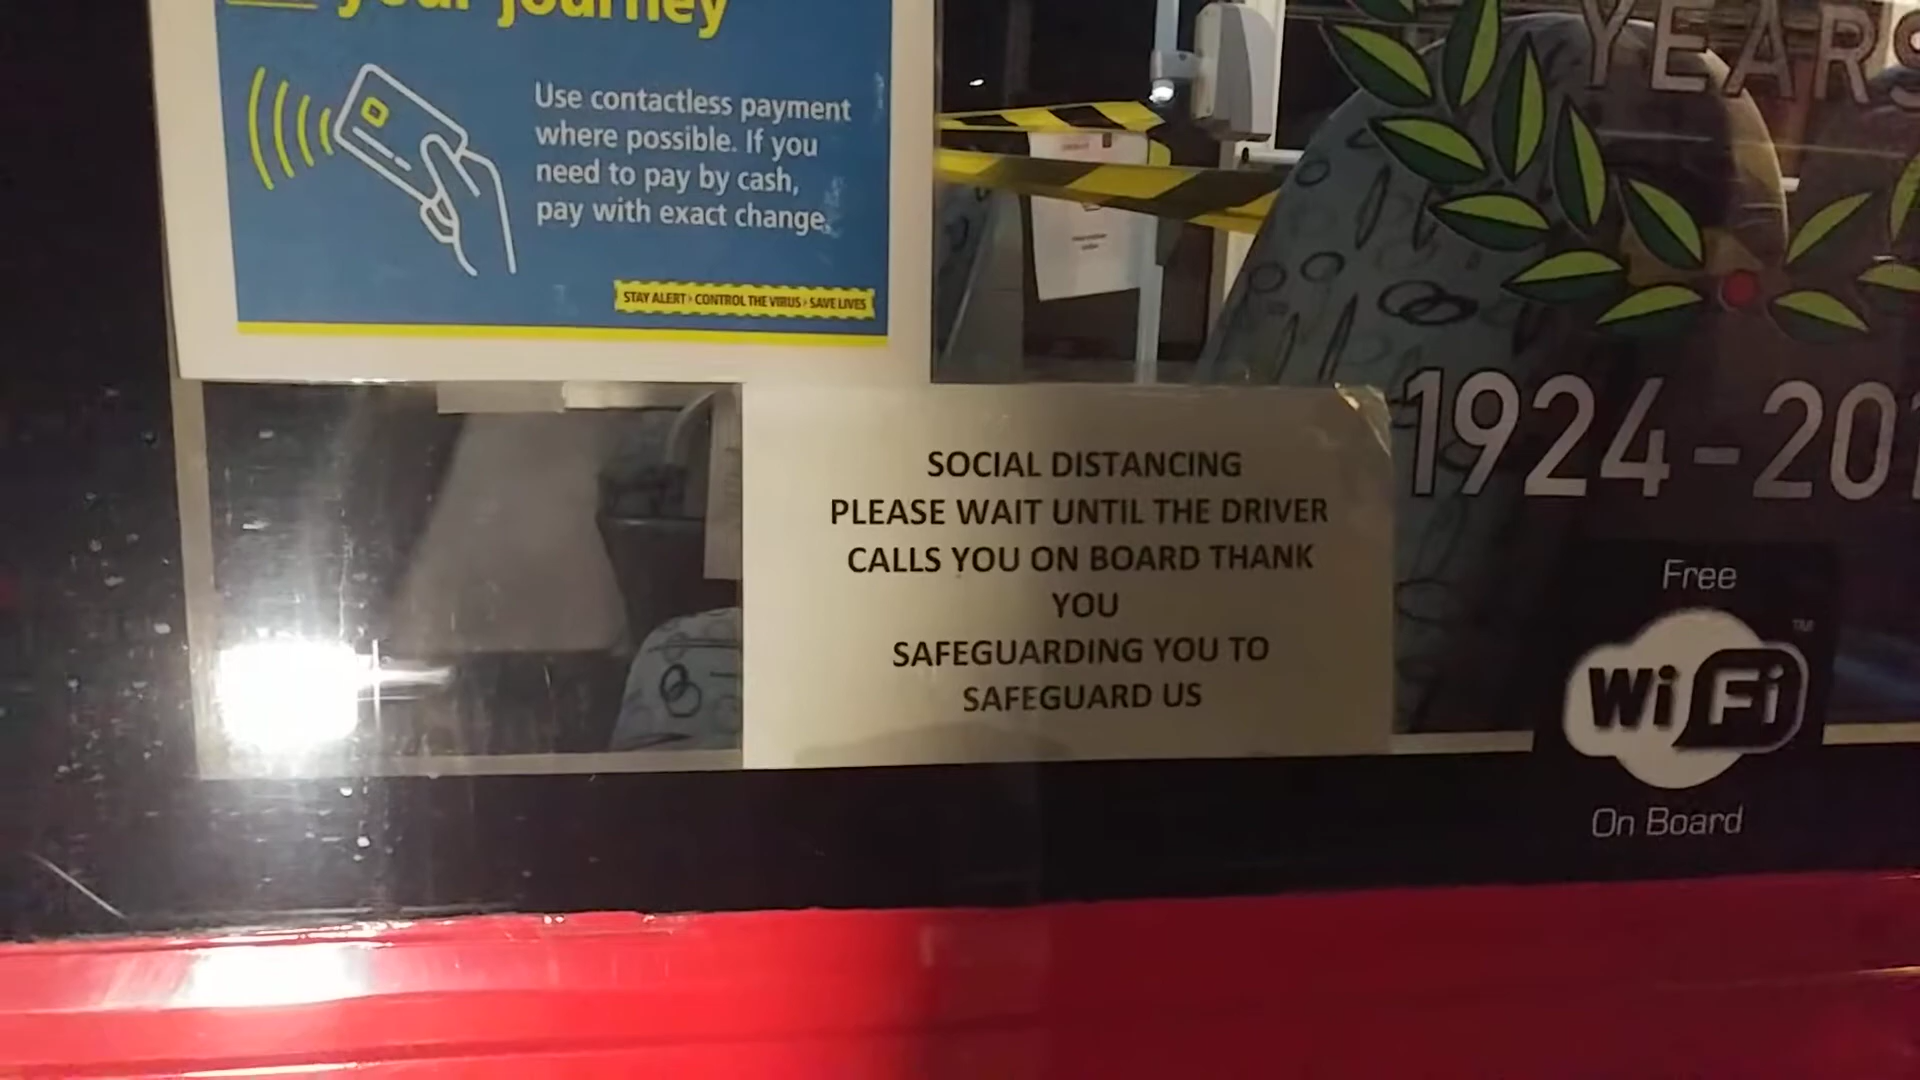 your journey
Use contactless payment
where possible. If you
need to pay by cash,
pay with exact change.
STAY ALERT › CONTROL THE VIRUS › SAVE LIVES
YEARS
1924-201
SOCIAL DISTANCING
PLEASE WAIT UNTIL THE DRIVER
CALLS YOU ON BOARD THANK
YOU
SAFEGUARDING YOU TO
SAFEGUARD US
Free
WiFi
TM
On Board